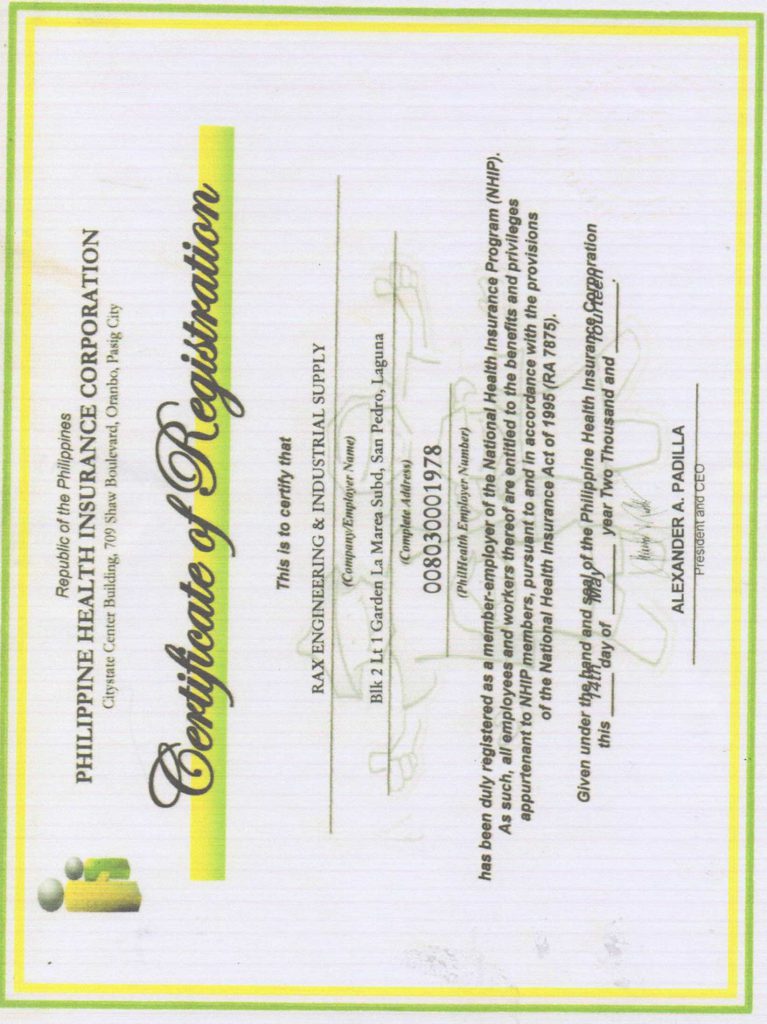 Republic of the Philippines
PHILIPPINE HEALTH INSURANCE CORPORATION
Citystate Center Building, 709 Shaw Boulevard, Oranbo, Pasig City
Certificate of Registration
This is to certify that
RAX ENGINEERING & INDUSTRIAL SUPPLY
(Company/Employer Name)
Blk 2 Lt 1 Garden La Marea Subd, San Pedro, Laguna
(Complete Address)
008030001978
(PhilHealth Employer Number)
has been duly registered as a member-employer of the National Health Insurance Program (NHIP).
As such, all employees and workers thereof are entitled to the benefits and privileges
appurtenant to NHIP members, pursuant to and in accordance with the provisions
of the National Health Insurance Act of 1995 (RA 7875).
Given under the hand and seal of the Philippine Health Insurance Corporation
this 14th day of May year Two Thousand and fourteen.
ALEXANDER A. PADILLA
President and CEO